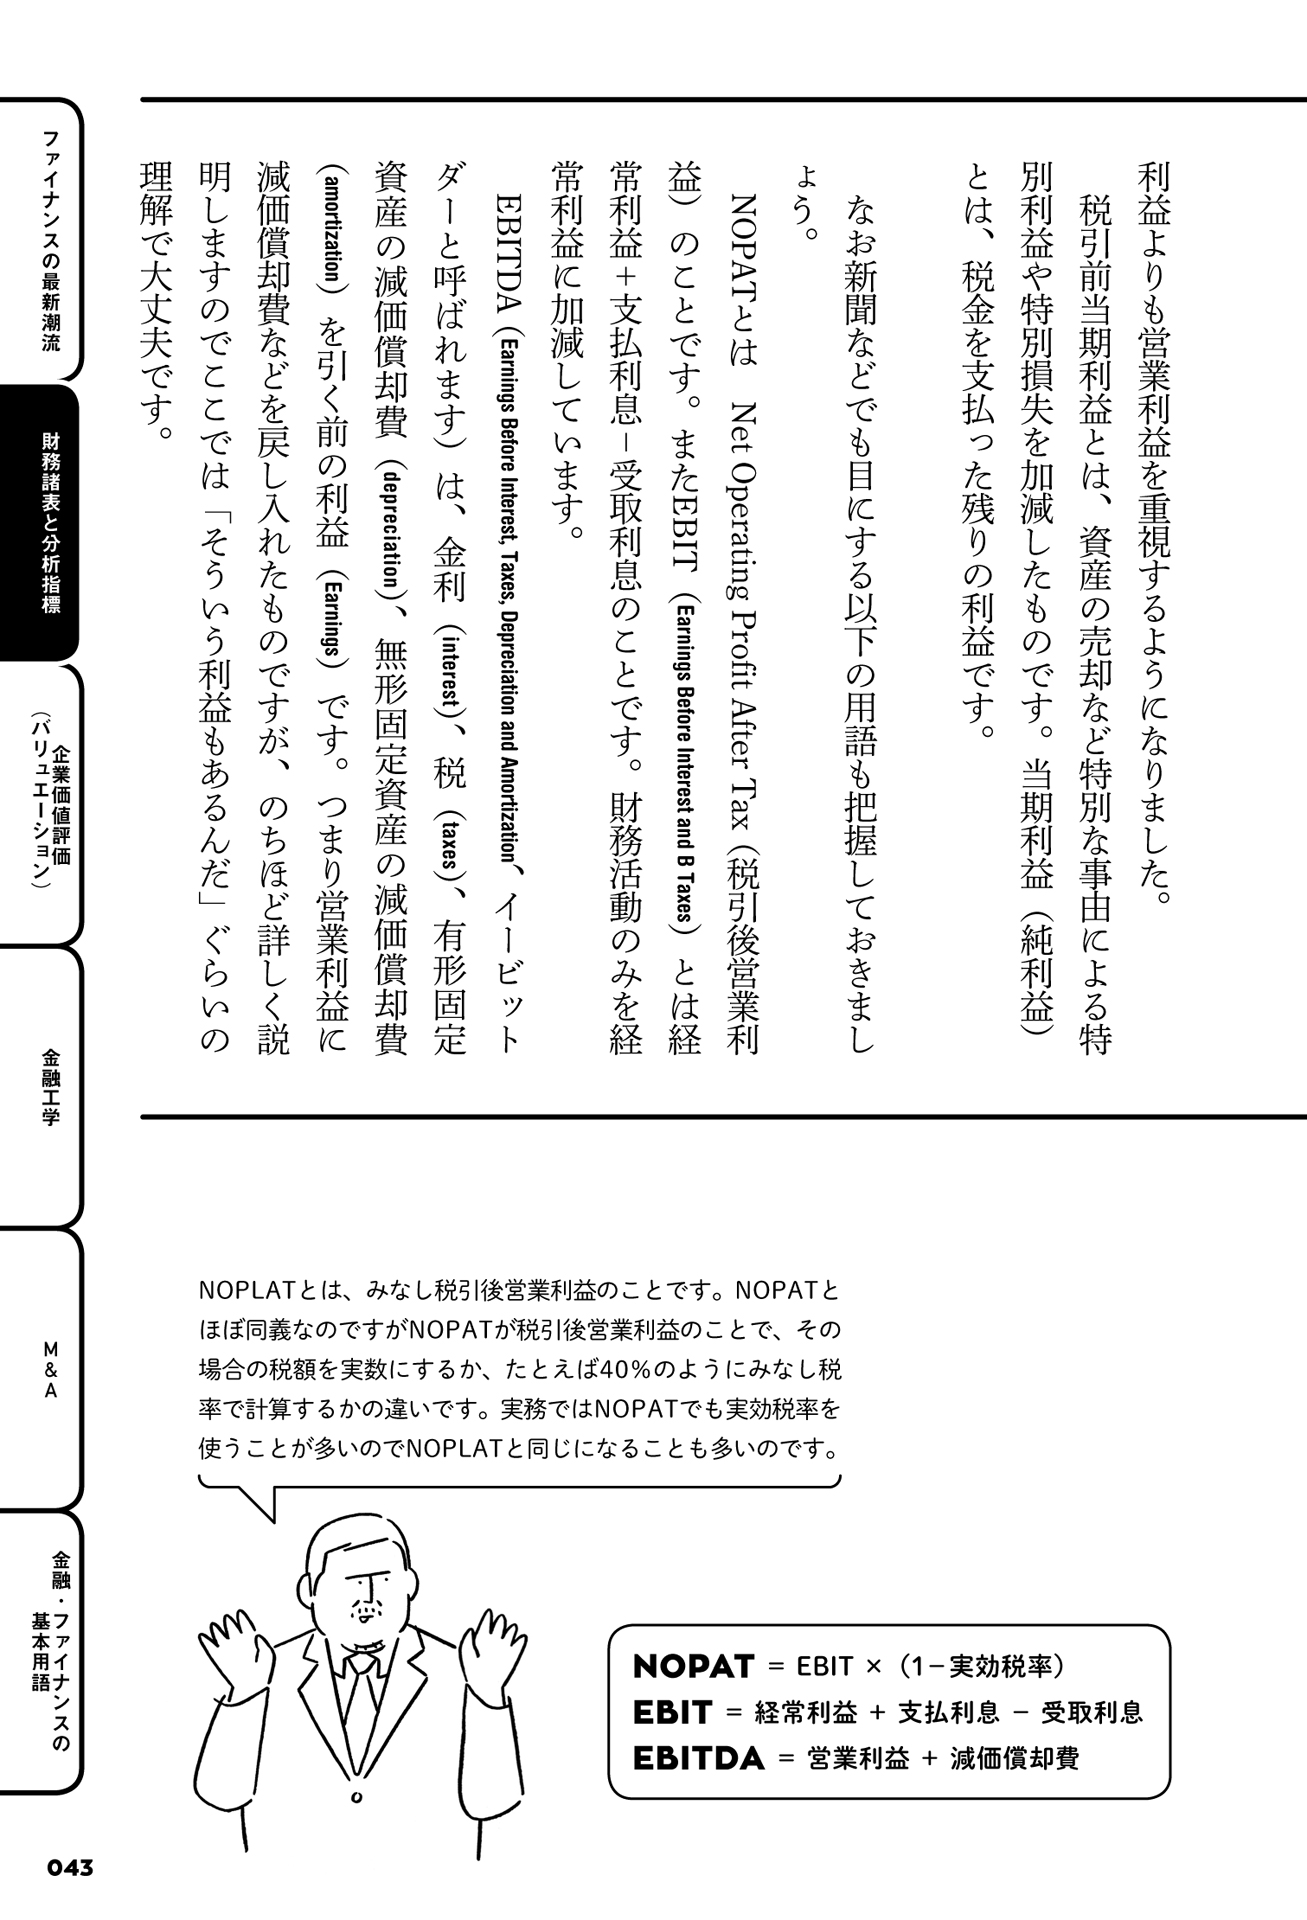 利益よりも営業利益を重視するようになりました。
税引前当期利益とは、資産の売却など特別な事由による特
別利益や特別損失を加減したものです。当期利益（純利益）
とは、税金を支払った残りの利益です。
なお新聞などでも目にする以下の用語も把握しておきまし
ょう。
NOPATとは　Net Operating Profit After Tax（税引後営業利
益）のことです。またEBIT（Earnings Before Interest and B Taxes）とは経
常利益＋支払利息−受取利息のことです。財務活動のみを経
常利益に加減しています。
EBITDA（Earnings Before Interest, Taxes, Depreciation and Amortization、イービット
ダーと呼ばれます）は、金利（interest）、税（taxes）、有形固定
資産の減価償却費（depreciation）、無形固定資産の減価償却費
（amortization）を引く前の利益（Earnings）です。つまり営業利益に
減価償却費などを戻し入れたものですが、のちほど詳しく説
明しますのでここでは「そういう利益もあるんだ」ぐらいの
理解で大丈夫です。
NOPLATとは、みなし税引後営業利益のことです。NOPATと
ほぼ同義なのですがNOPATが税引後営業利益のことで、その
場合の税額を実数にするか、たとえば40％のようにみなし税
率で計算するかの違いです。実務ではNOPATでも実効税率を
使うことが多いのでNOPLATと同じになることも多いのです。
NOPAT = EBIT ×（1−実効税率）
EBIT = 経常利益 + 支払利息 − 受取利息
EBITDA = 営業利益 + 減価償却費
ファイナンスの最新潮流
財務諸表と分析指標
企業価値評価
（バリュエーション）
金融工学
M＆A
金融・ファイナンスの
基本用語
043